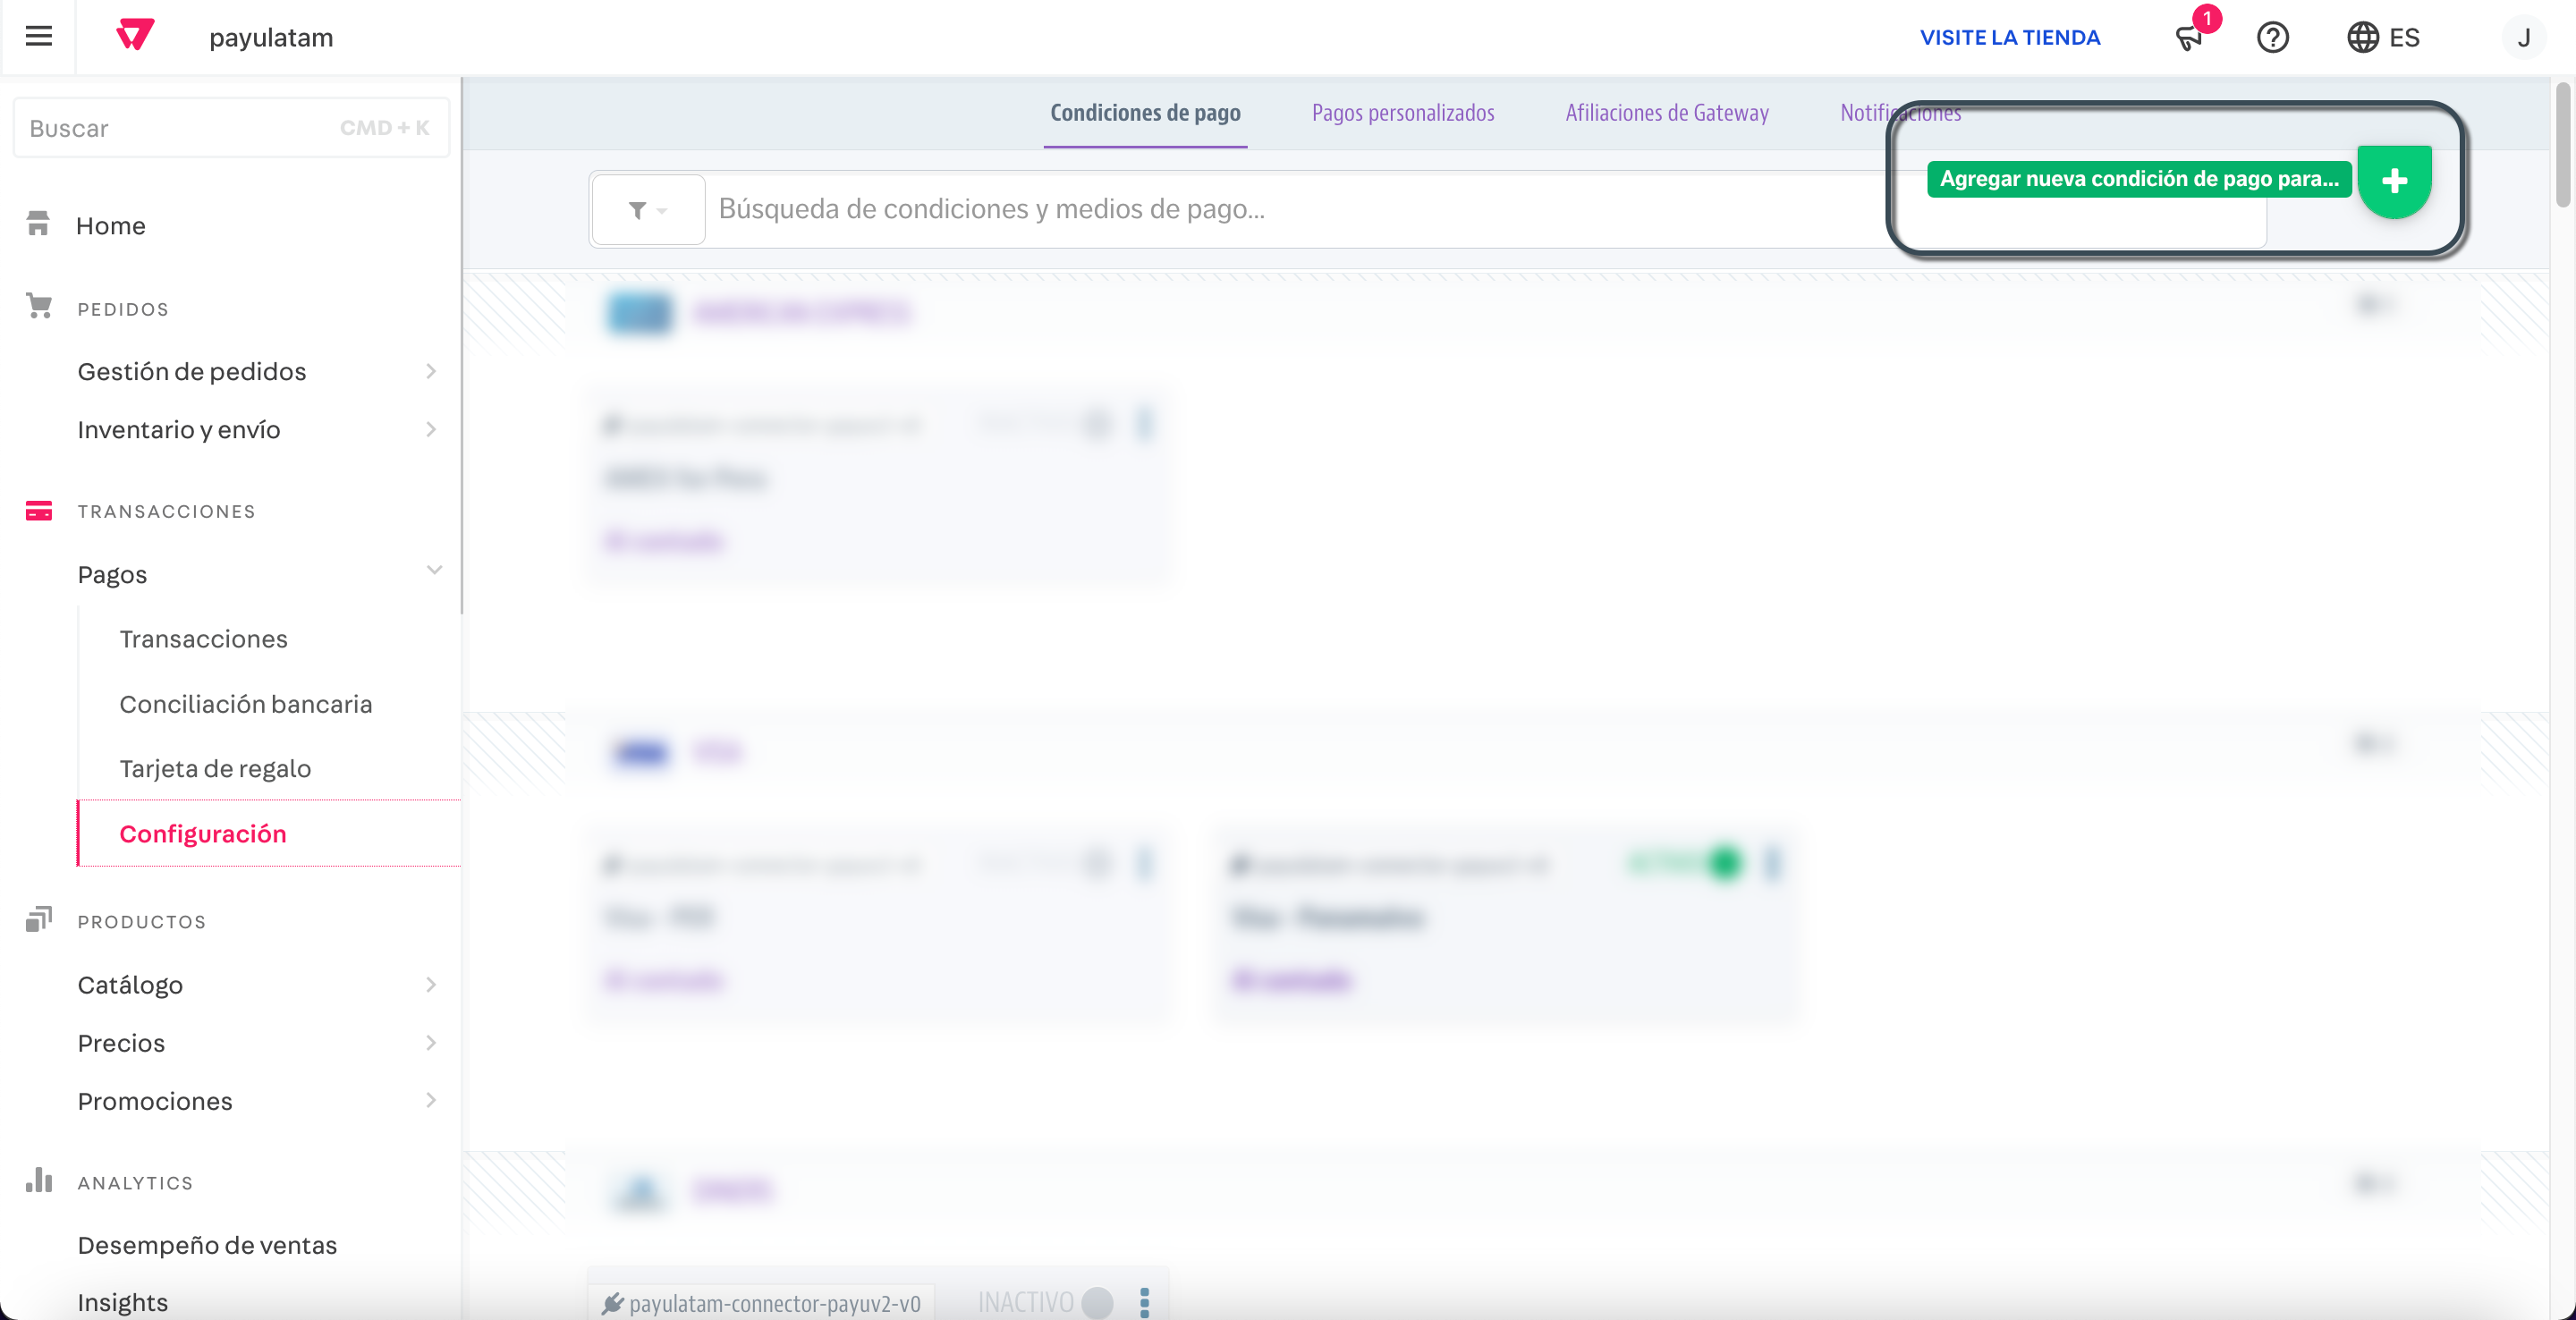 payulatam
VISITE LA TIENDA
1
ES
J
Buscar
CMD + K
Home
PEDIDOS
Gestión de pedidos
Inventario y envío
TRANSACCIONES
Pagos
Transacciones
Conciliación bancaria
Tarjeta de regalo
Configuración
PRODUCTOS
Catálogo
Precios
Promociones
ANALYTICS
Desempeño de ventas
Insights
Condiciones de pago
Pagos personalizados
Afiliaciones de Gateway
Notificaciones
Agregar nueva condición de pago para...
Búsqueda de condiciones y medios de pago...
AMERICAN EXPRESS
VISA
payulatam-connector-payuv2-v0
INACTIVO